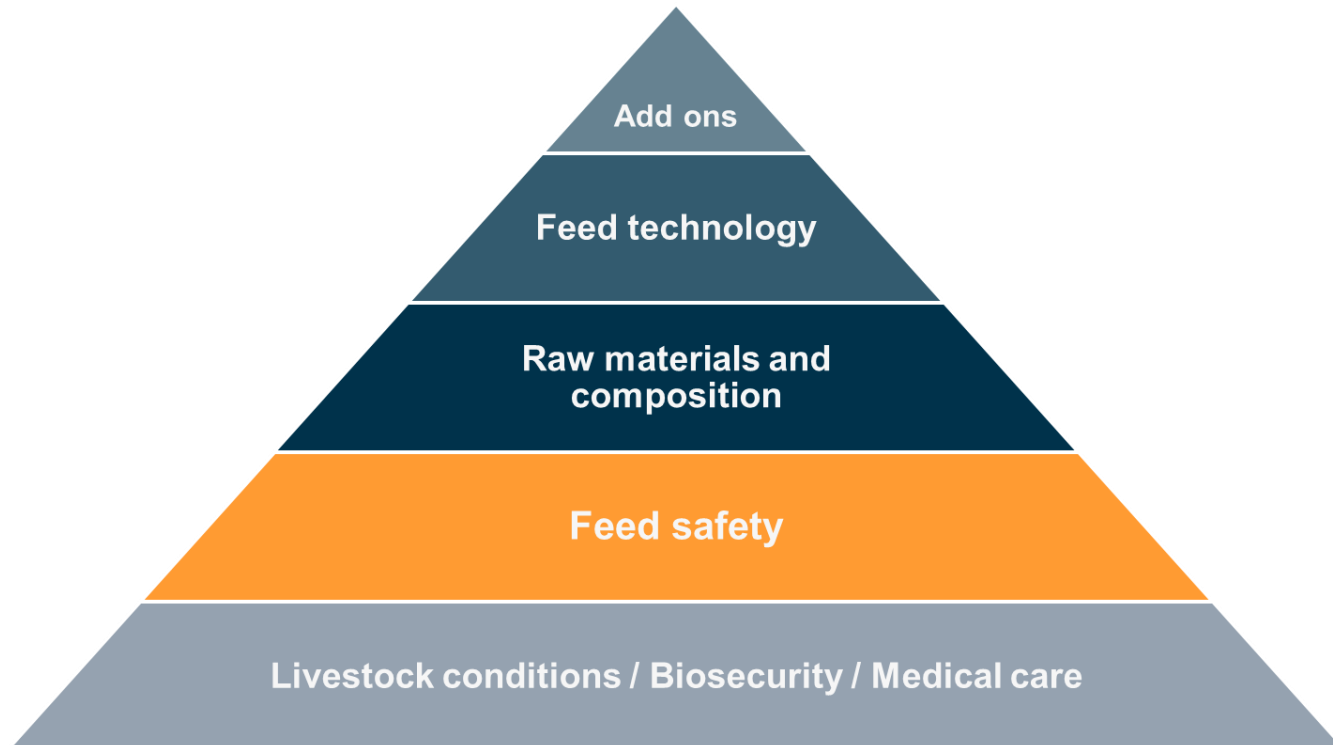 Add ons
Feed technology
Raw materials and
composition
Feed safety
Livestock conditions / Biosecurity / Medical care